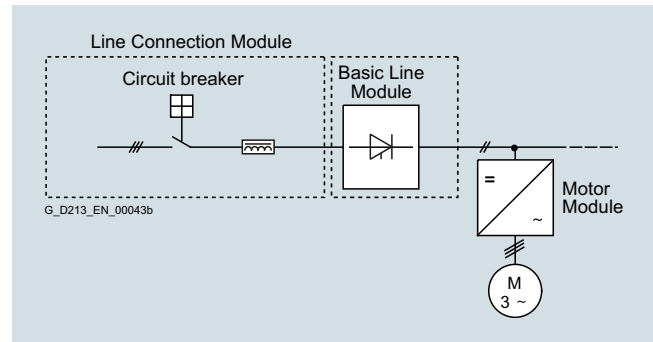 Line Connection Module
Circuit breaker
Basic Line
Module
G_D213_EN_00043b
=
~
Motor
Module
M
3 ~